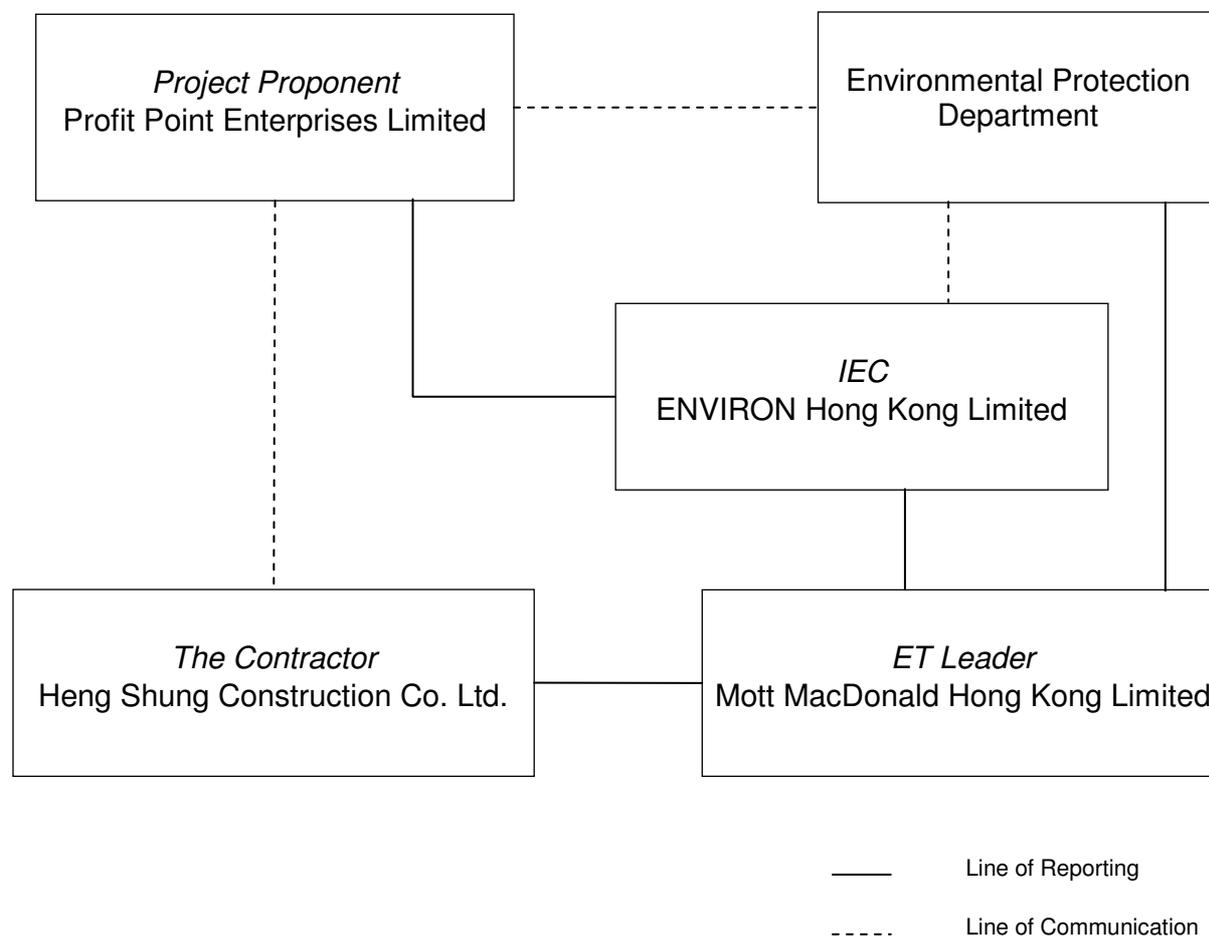 Project Proponent
Profit Point Enterprises Limited
Environmental Protection
Department
IEC
ENVIRON Hong Kong Limited
The Contractor
Heng Shung Construction Co. Ltd.
ET Leader
Mott MacDonald Hong Kong Limited
Line of Reporting
Line of Communication